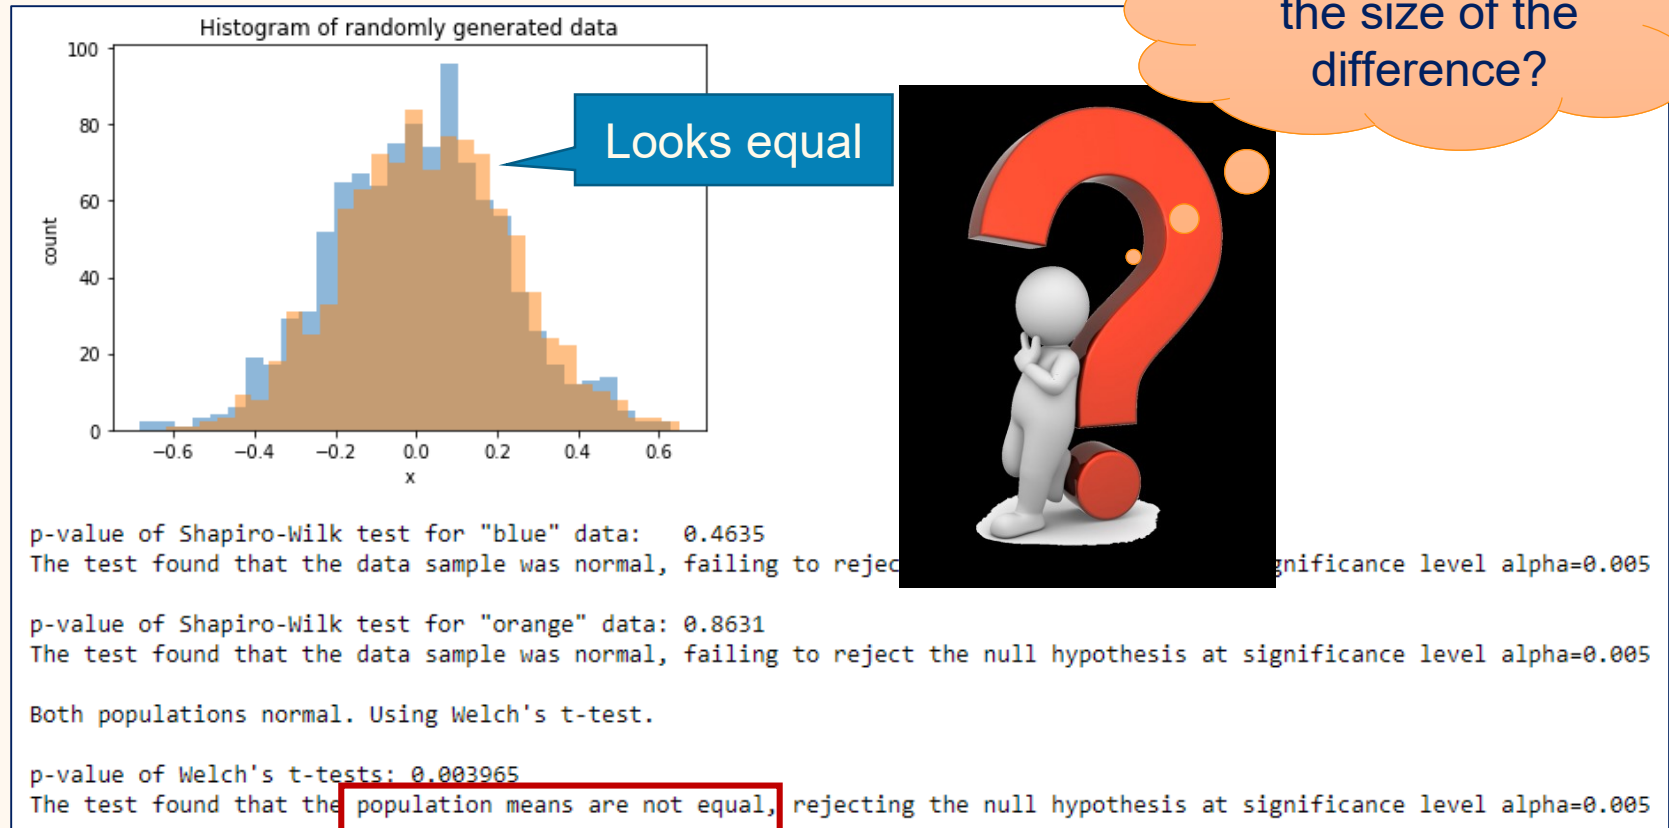 the size of the
difference?
Histogram of randomly generated data
100
80
60
40
20
0
count
−0.6 −0.4 −0.2 0.0 0.2 0.4 0.6
x
Looks equal
p-value of Shapiro-Wilk test for "blue" data: 0.4635
The test found that the data sample was normal, failing to rejec gnificance level alpha=0.005
p-value of Shapiro-Wilk test for "orange" data: 0.8631
The test found that the data sample was normal, failing to reject the null hypothesis at significance level alpha=0.005
Both populations normal. Using Welch's t-test.
p-value of Welch's t-tests: 0.003965
The test found that the population means are not equal, rejecting the null hypothesis at significance level alpha=0.005